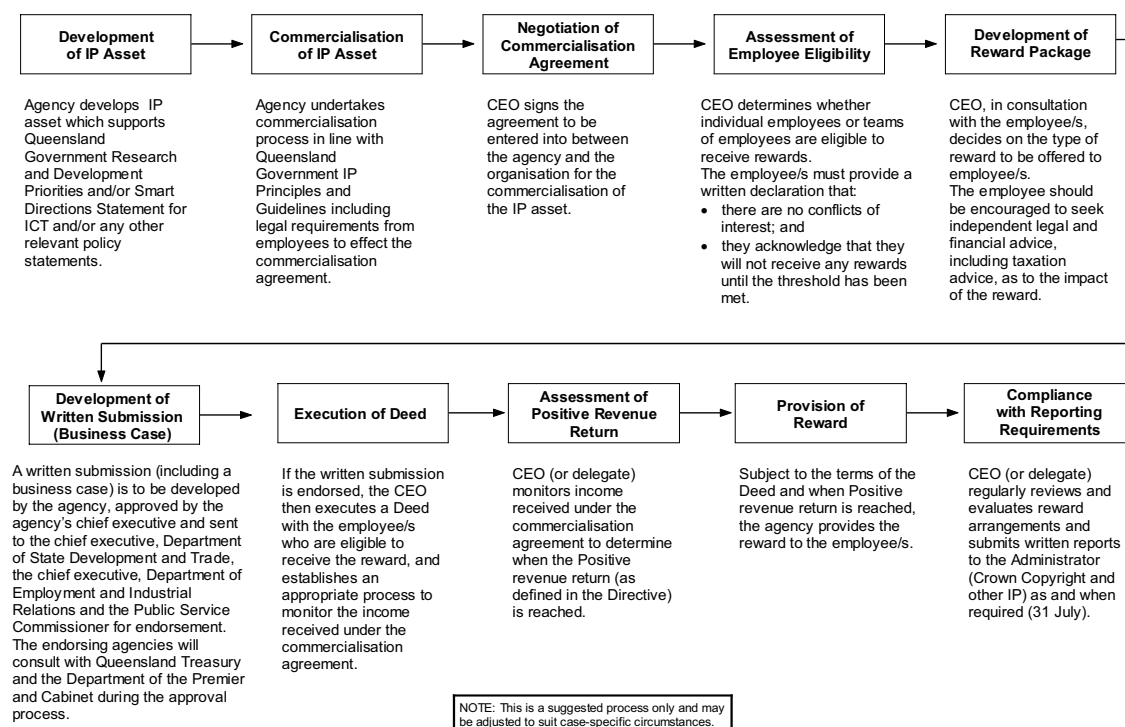 Development
of IP Asset
Commercialisation
of IP Asset
Negotiation of
Commercialisation
Agreement
Assessment of
Employee Eligibility
Development of
Reward Package
Agency develops  IP
asset which supports
Queensland
Government Research
and Development
Priorities and/or Smart
Directions Statement for
ICT and/or any other
relevant policy
statements.
Agency undertakes
commercialisation
process in line with
Queensland
Government IP
Principles and
Guidelines including
legal requirements from
employees to effect the
commercialisation
agreement.
CEO signs the
agreement to be
entered into between
the agency and the
organisation for the
commercialisation of
the IP asset.
CEO determines whether
individual employees or teams
of employees are eligible to
receive rewards.
The employee/s must provide a
written declaration that:
• there are no conflicts of
interest; and
• they acknowledge that they
will not receive any rewards
until the threshold has been
met.
CEO, in consultation
with the employee/s,
decides on the type of
reward to be offered to
employee/s.
The employee should
be encouraged to seek
independent legal and
financial advice,
including taxation
advice, as to the impact
of the reward.
Development of
Written Submission
(Business Case)
Execution of Deed
Assessment of
Positive Revenue
Return
Provision of
Reward
Compliance
with Reporting
Requirements
A written submission (including a
business case) is to be developed
by the agency, approved by the
agency's chief executive and sent
to the chief executive, Department
of State Development and Trade,
the chief executive, Department of
Employment and Industrial
Relations and the Public Service
Commissioner for endorsement.
The endorsing agencies will
consult with Queensland Treasury
and the Department of the Premier
and Cabinet during the approval
process.
If the written submission
is endorsed, the CEO
then executes a Deed
with the employee/s
who are eligible to
receive the reward, and
establishes an
appropriate process to
monitor the income
received under the
commercialisation
agreement.
CEO (or delegate)
monitors income
received under the
commercialisation
agreement to determine
when the Positive
revenue return (as
defined in the Directive)
is reached.
Subject to the terms of the
Deed and when Positive
revenue return is reached,
the agency provides the
reward to the employee/s.
CEO (or delegate)
regularly reviews and
evaluates reward
arrangements and
submits written reports
to the Administrator
(Crown Copyright and
other IP) as and when
required (31 July).
NOTE: This is a suggested process only and may
be adjusted to suit case-specific circumstances.